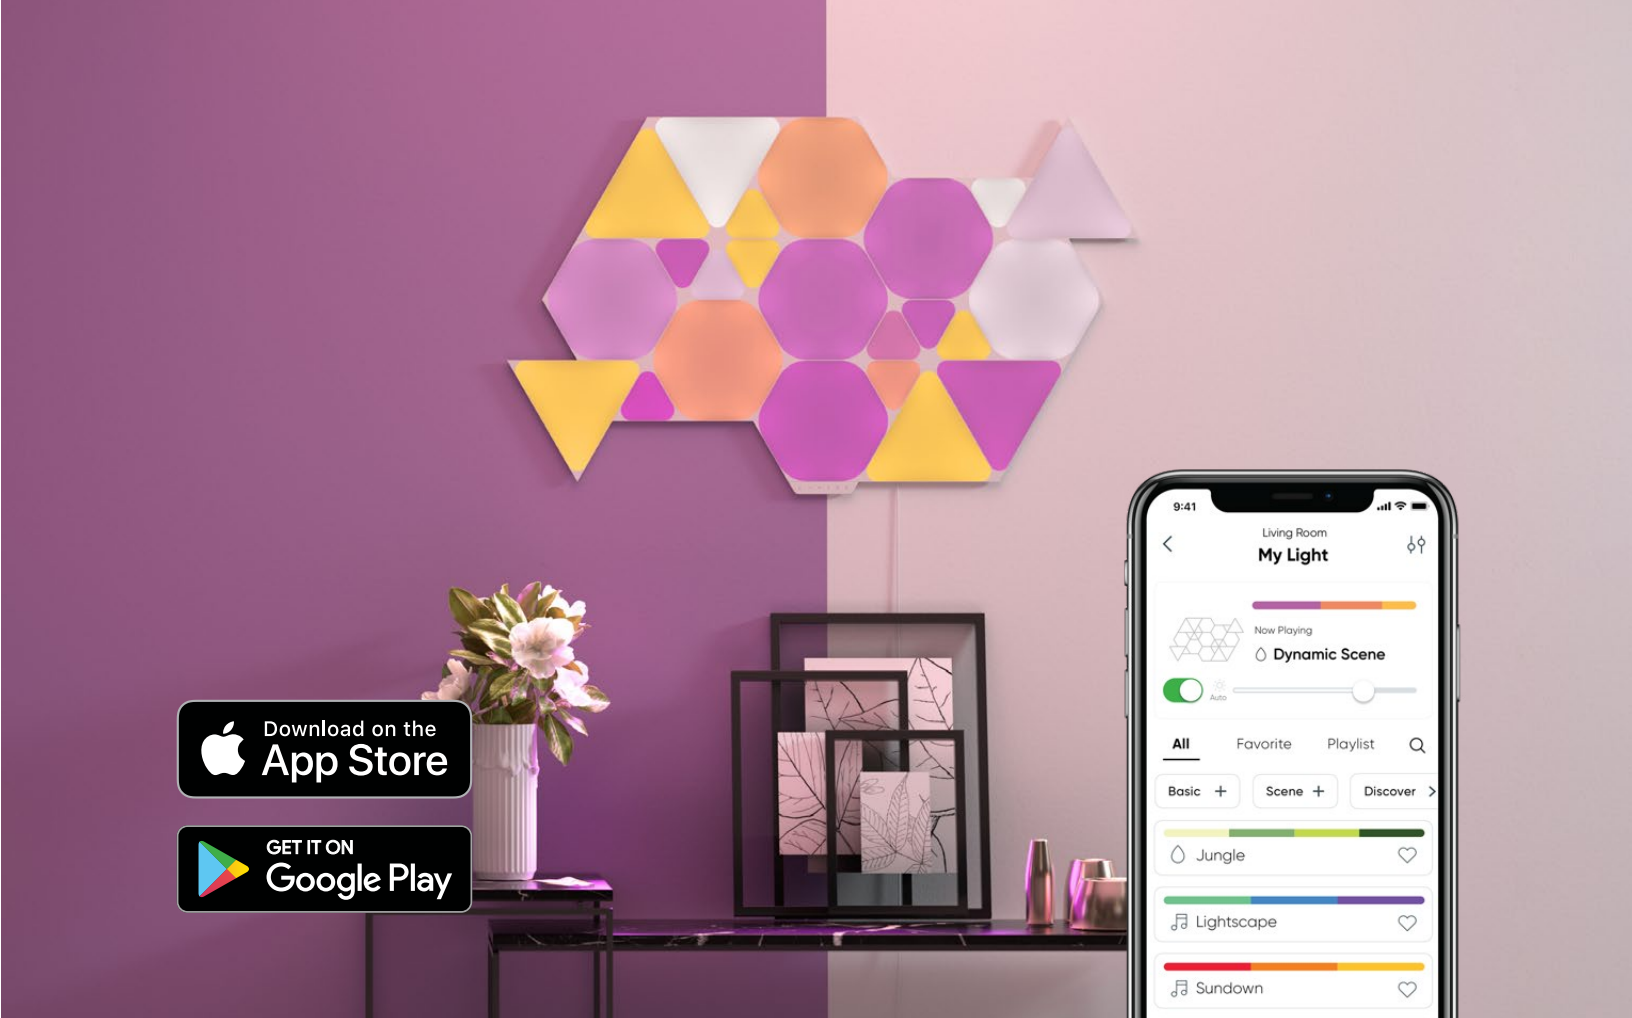 Download on the
App Store
GET IT ON
Google Play
9:41
Living Room
My Light
Now Playing
Dynamic Scene
Auto
All Favorite Playlist
Basic + Scene + Discover >
Jungle
Lightscape
Sundown